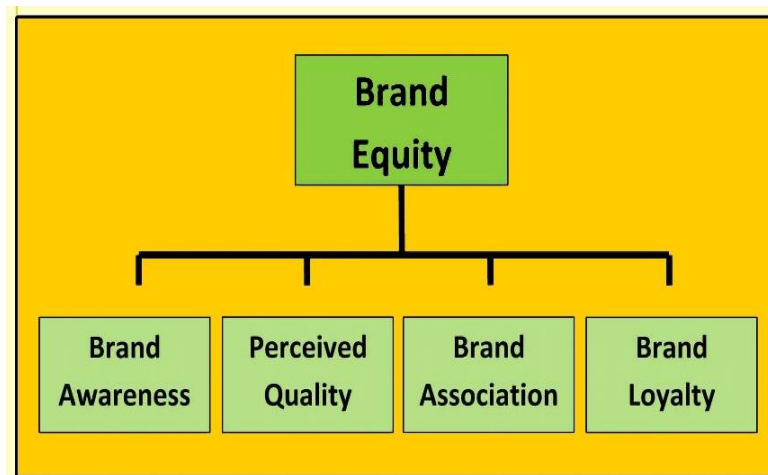 Brand
Equity
Brand
Awareness
Perceived
Quality
Brand
Association
Brand
Loyalty